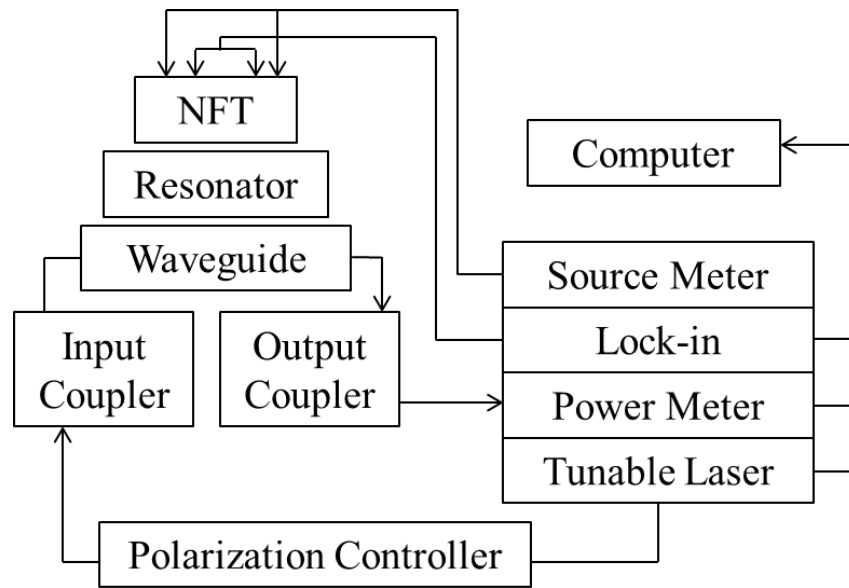 NFT
Resonator
Waveguide
Input
Coupler
Output
Coupler
Computer
Source Meter
Lock-in
Power Meter
Tunable Laser
Polarization Controller